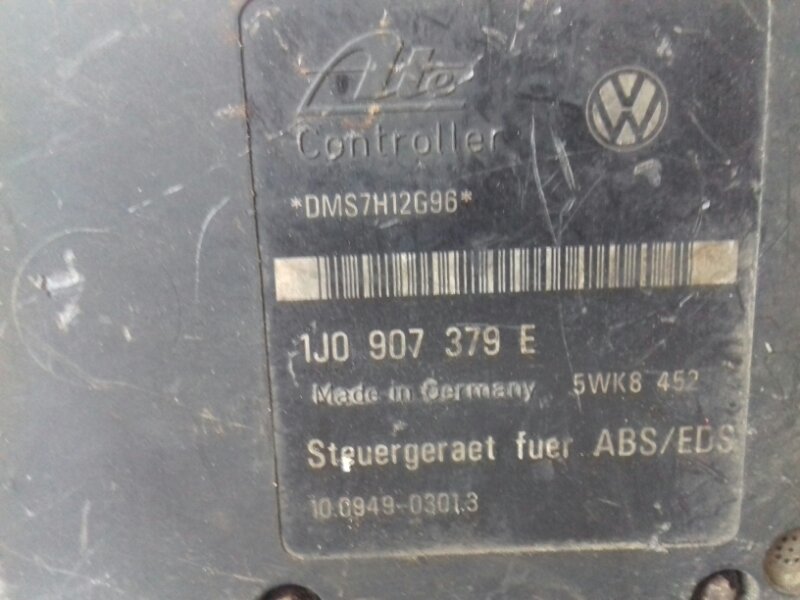 Ate
Controller
*DMS7H12G96*
1J0 907 379 E
Made in Germany 5WK8 452
Steuergeraet fuer ABS/EDS
10.0949-0301.3